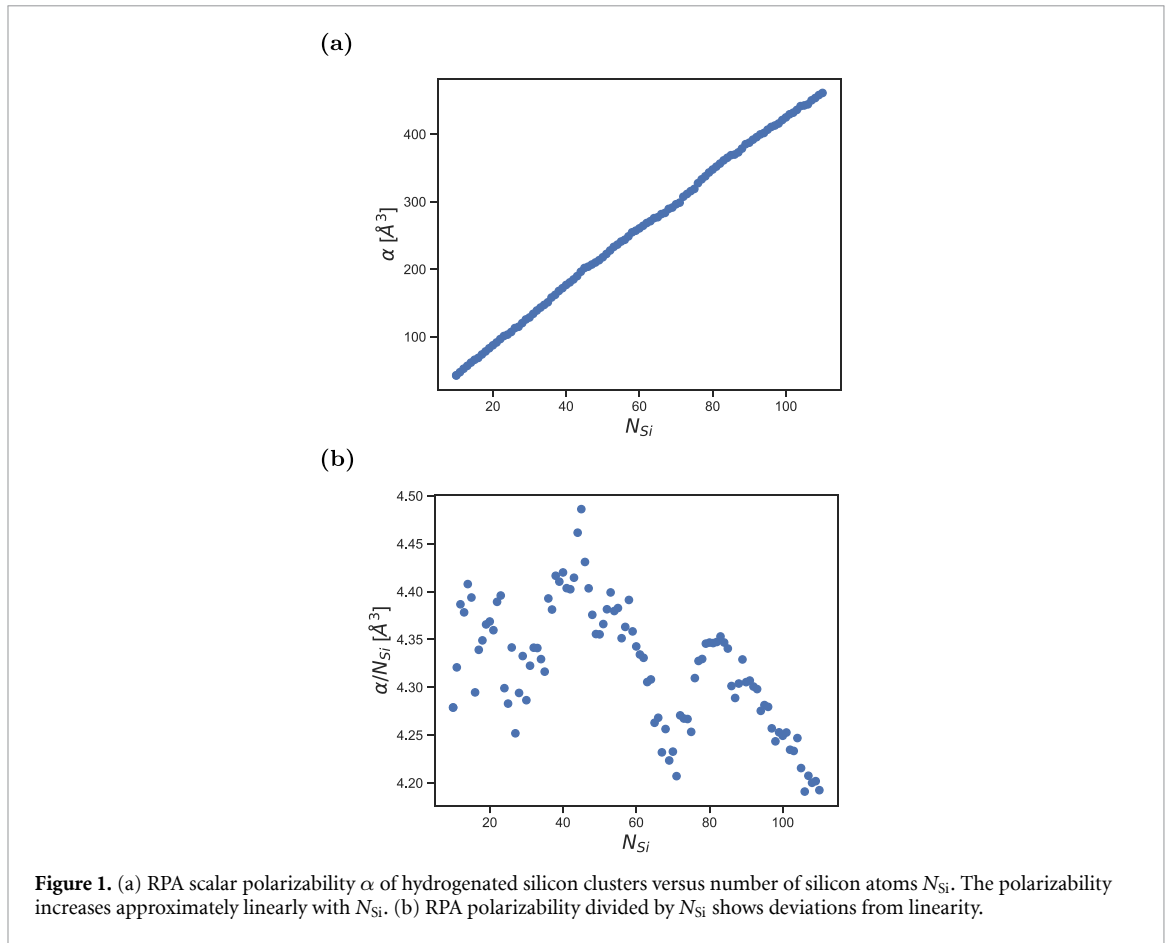 (a)
400
300
200
100
α [Å³]
20 40 60 80 100
N_Si
(b)
4.50
4.45
4.40
4.35
4.30
4.25
4.20
α/N_Si [Å³]
20 40 60 80 100
N_Si
Figure 1. (a) RPA scalar polarizability α of hydrogenated silicon clusters versus number of silicon atoms N_Si. The polarizability
increases approximately linearly with N_Si. (b) RPA polarizability divided by N_Si shows deviations from linearity.